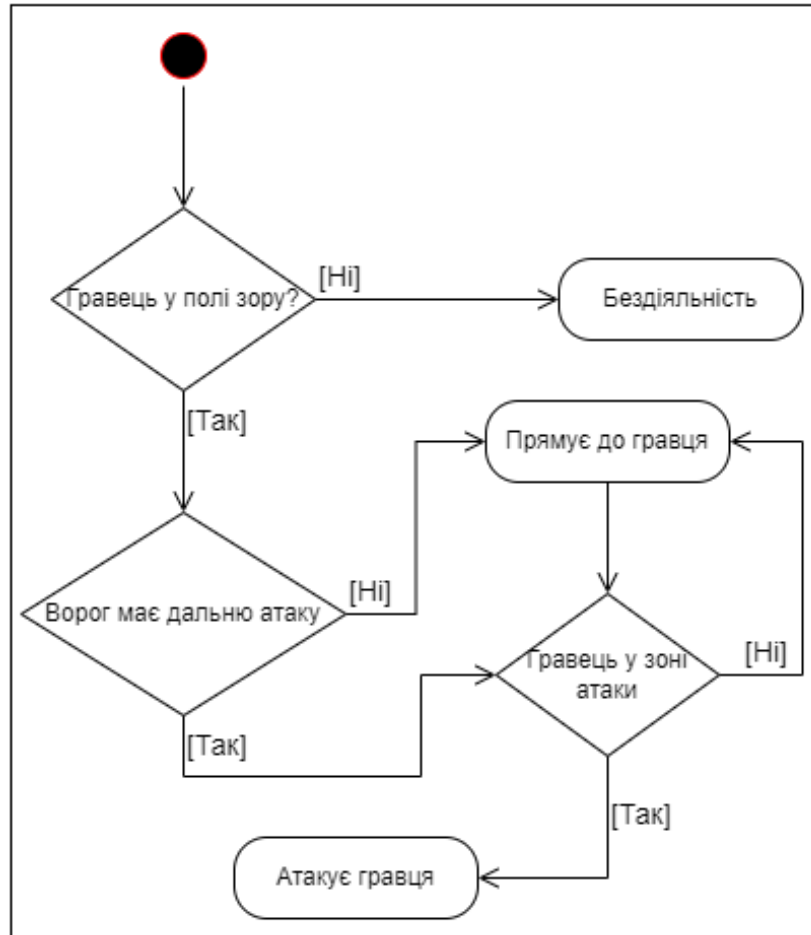 Гравець у полі зору?
[Ні]
Бездіяльність
[Так]
Прямує до гравця
Ворог має дальню атаку
[Ні]
Гравець у зоні
атаки
[Ні]
[Так]
[Так]
Атакує гравця